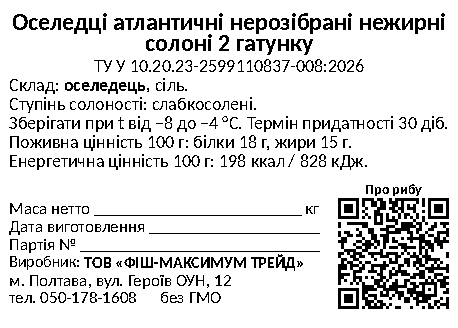 Оселедці атлантичні нерозібрані нежирні
солоні 2 гатунку
ТУ У 10.20.23-2599110837-008:2026
Склад: оселедець, сіль.
Ступінь солоності: слабкосолені.
Зберігати при t від −8 до −4 °С. Термін придатності 30 діб.
Поживна цінність 100 г: білки 18 г, жири 15 г.
Енергетична цінність 100 г: 198 ккал / 828 кДж.
Про рибу
Маса нетто ______________________ кг
Дата виготовлення __________________
Партія № ____________________________
Виробник: ТОВ «ФІШ-МАКСИМУМ ТРЕЙД»
м. Полтава, вул. Героїв ОУН, 12
тел. 050-178-1608 без ГМО